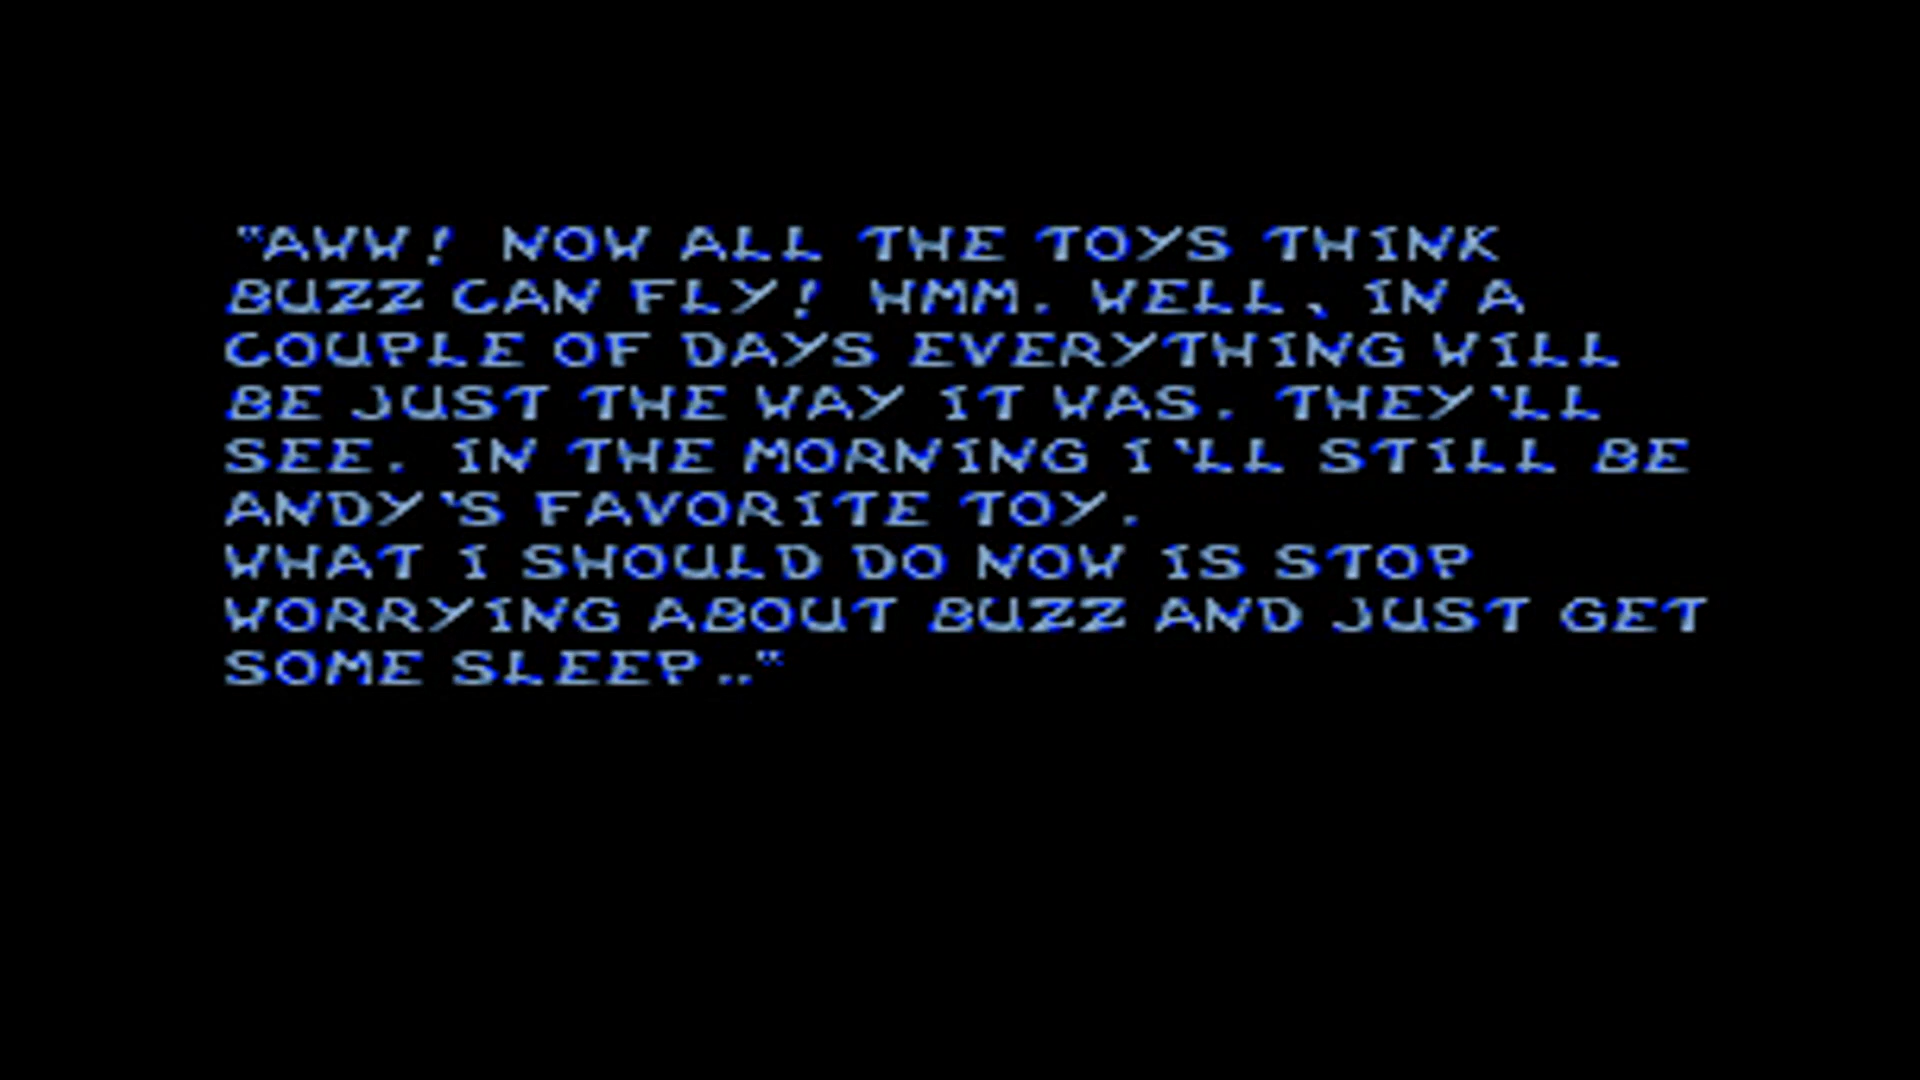 "AWW! NOW ALL THE TOYS THINK
BUZZ CAN FLY! HMM. WELL, IN A
COUPLE OF DAYS EVERYTHING WILL
BE JUST THE WAY IT WAS. THEY'LL
SEE. IN THE MORNING I'LL STILL BE
ANDY'S FAVORITE TOY.
WHAT I SHOULD DO NOW IS STOP
WORRYING ABOUT BUZZ AND JUST GET
SOME SLEEP.."